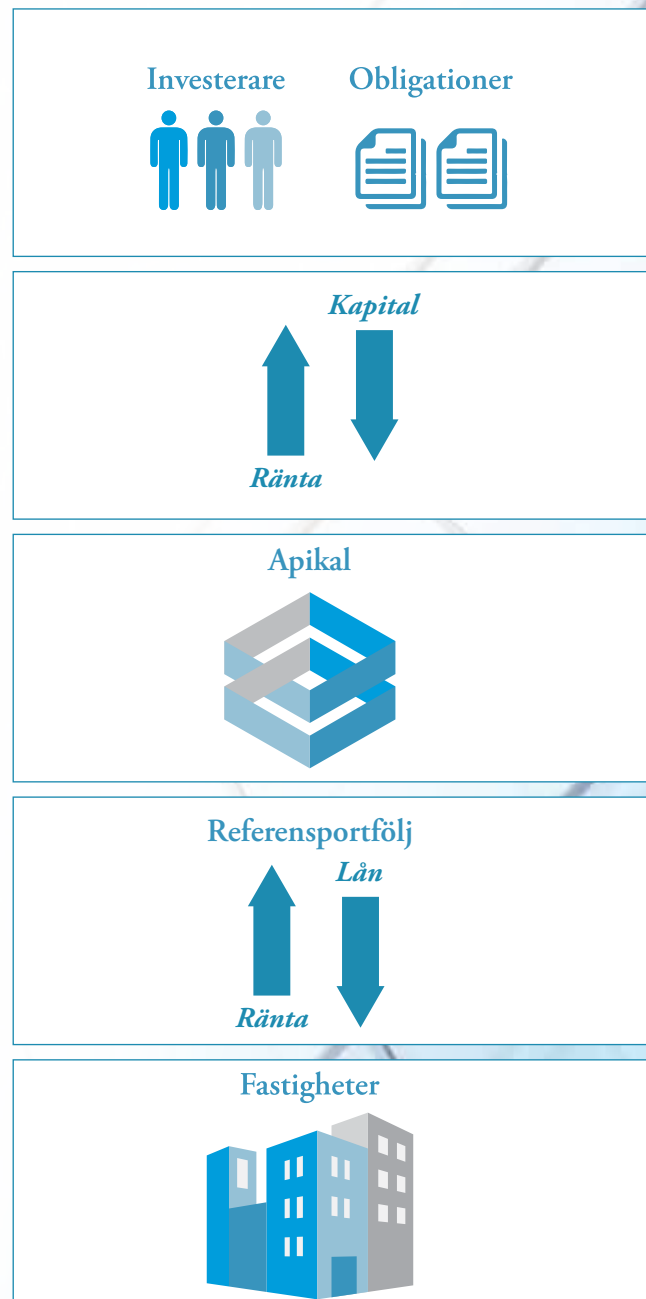 Investerare Obligationer
Kapital
Ränta
Apikal
Referensportfölj
Lån
Ränta
Fastigheter